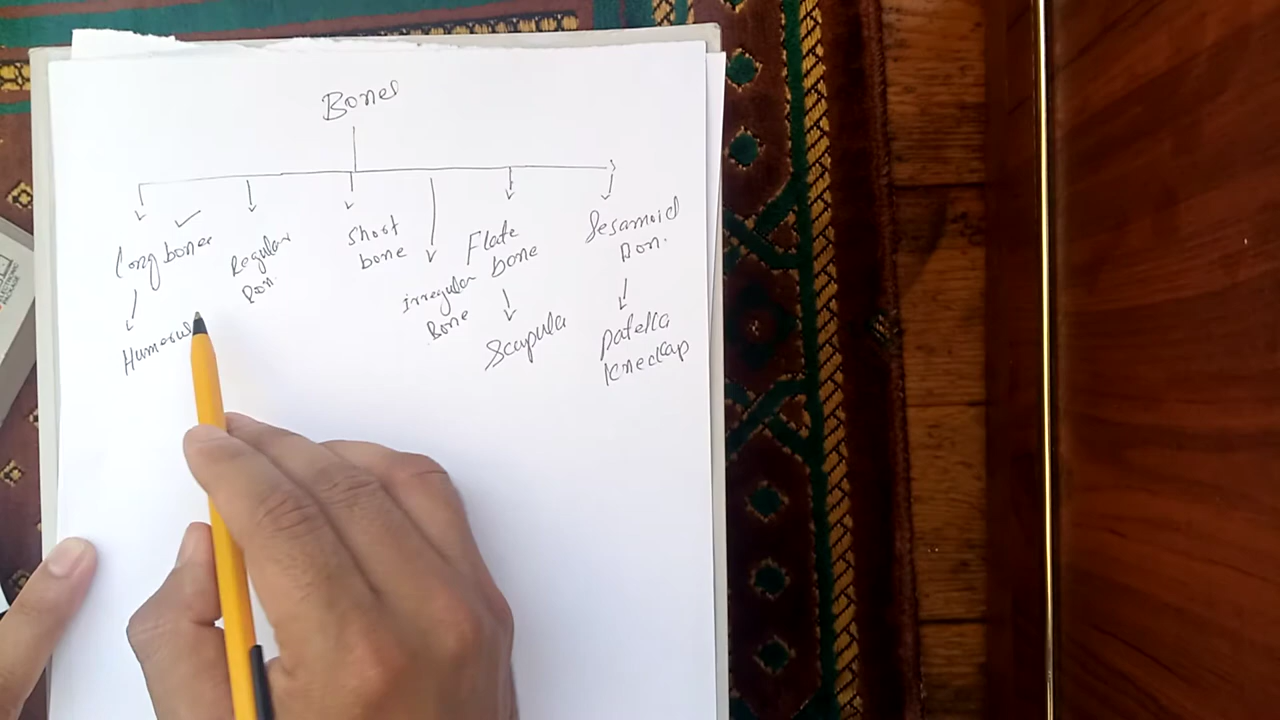 Bones
Long bones
Humerus
Regular
Bon.
Short
bone
irregular
Bone
Flate
bone
Scapula
Sesamoid
Bon.
Patella
kneecap